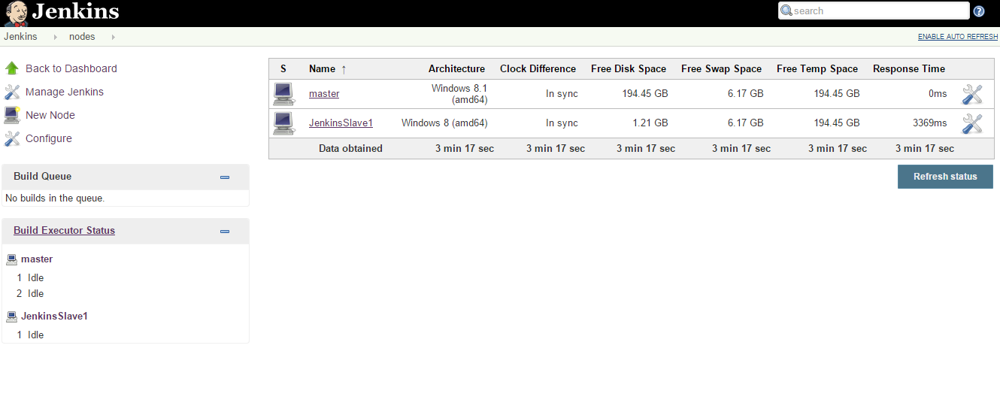 Jenkins
search
Jenkins nodes
ENABLE AUTO REFRESH
Back to Dashboard
Manage Jenkins
New Node
Configure
Build Queue
No builds in the queue.
Build Executor Status
master
1 Idle
2 Idle
JenkinsSlave1
1 Idle
S Name ↑ Architecture Clock Difference Free Disk Space Free Swap Space Free Temp Space Response Time
master Windows 8.1 (amd64) In sync 194.45 GB 6.17 GB 194.45 GB 0ms
JenkinsSlave1 Windows 8 (amd64) In sync 1.21 GB 6.17 GB 194.45 GB 3369ms
Data obtained 3 min 17 sec 3 min 17 sec 3 min 17 sec 3 min 17 sec 3 min 17 sec 3 min 17 sec
Refresh status